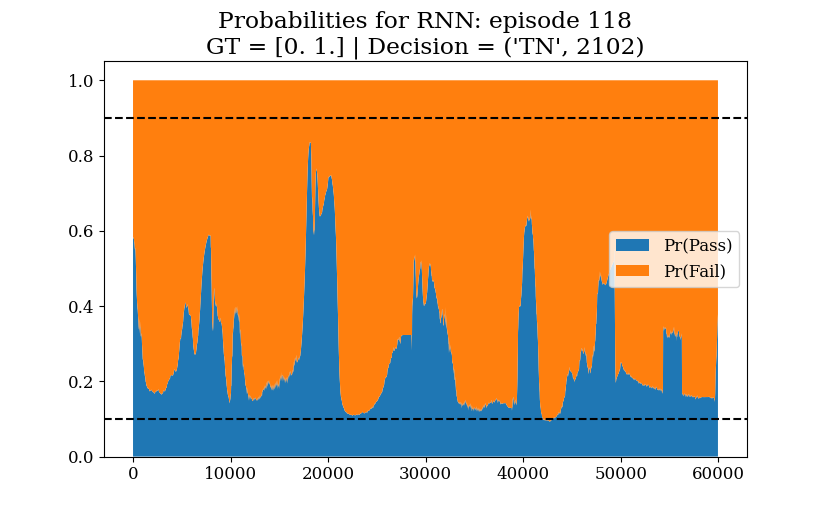 Probabilities for RNN: episode 118
GT = [0. 1.] | Decision = ('TN', 2102)
1.0
0.8
0.6
0.4
0.2
0.0
Pr(Pass)
Pr(Fail)
0 10000 20000 30000 40000 50000 60000